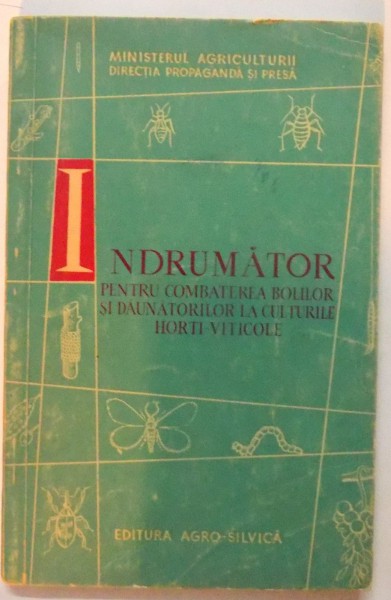 MINISTERUL AGRICULTURII
DIRECȚIA PROPAGANDĂ ȘI PRESĂ
INDRUMĂTOR
PENTRU COMBATEREA BOLILOR
ȘI DĂUNĂTORILOR LA CULTURILE
HORTI-VITICOLE
EDITURA AGRO-SILVICĂ